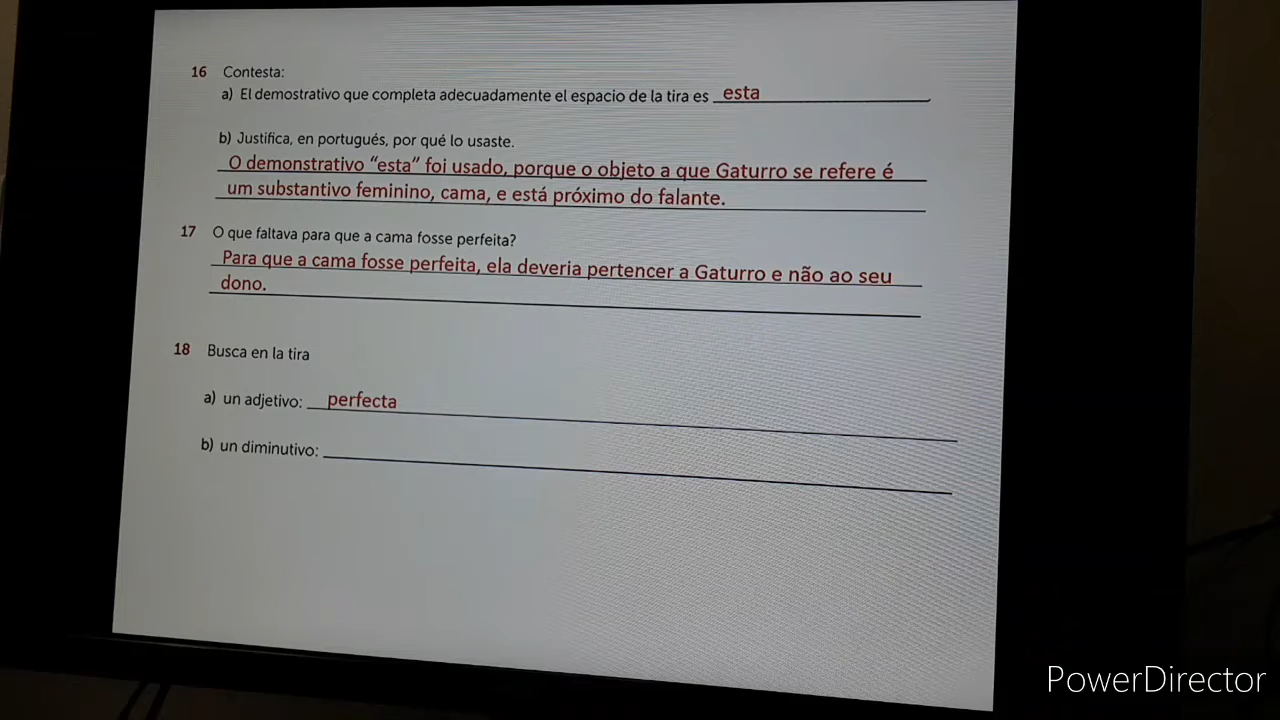 16 Contesta:
a) El demostrativo que completa adecuadamente el espacio de la tira es esta
b) Justifica, en portugués, por qué lo usaste.
O demonstrativo “esta” foi usado, porque o objeto a que Gaturro se refere é
um substantivo feminino, cama, e está próximo do falante.
17 O que faltava para que a cama fosse perfeita?
Para que a cama fosse perfeita, ela deveria pertencer a Gaturro e não ao seu
dono.
18 Busca en la tira
a) un adjetivo: perfecta
b) un diminutivo:
PowerDirector